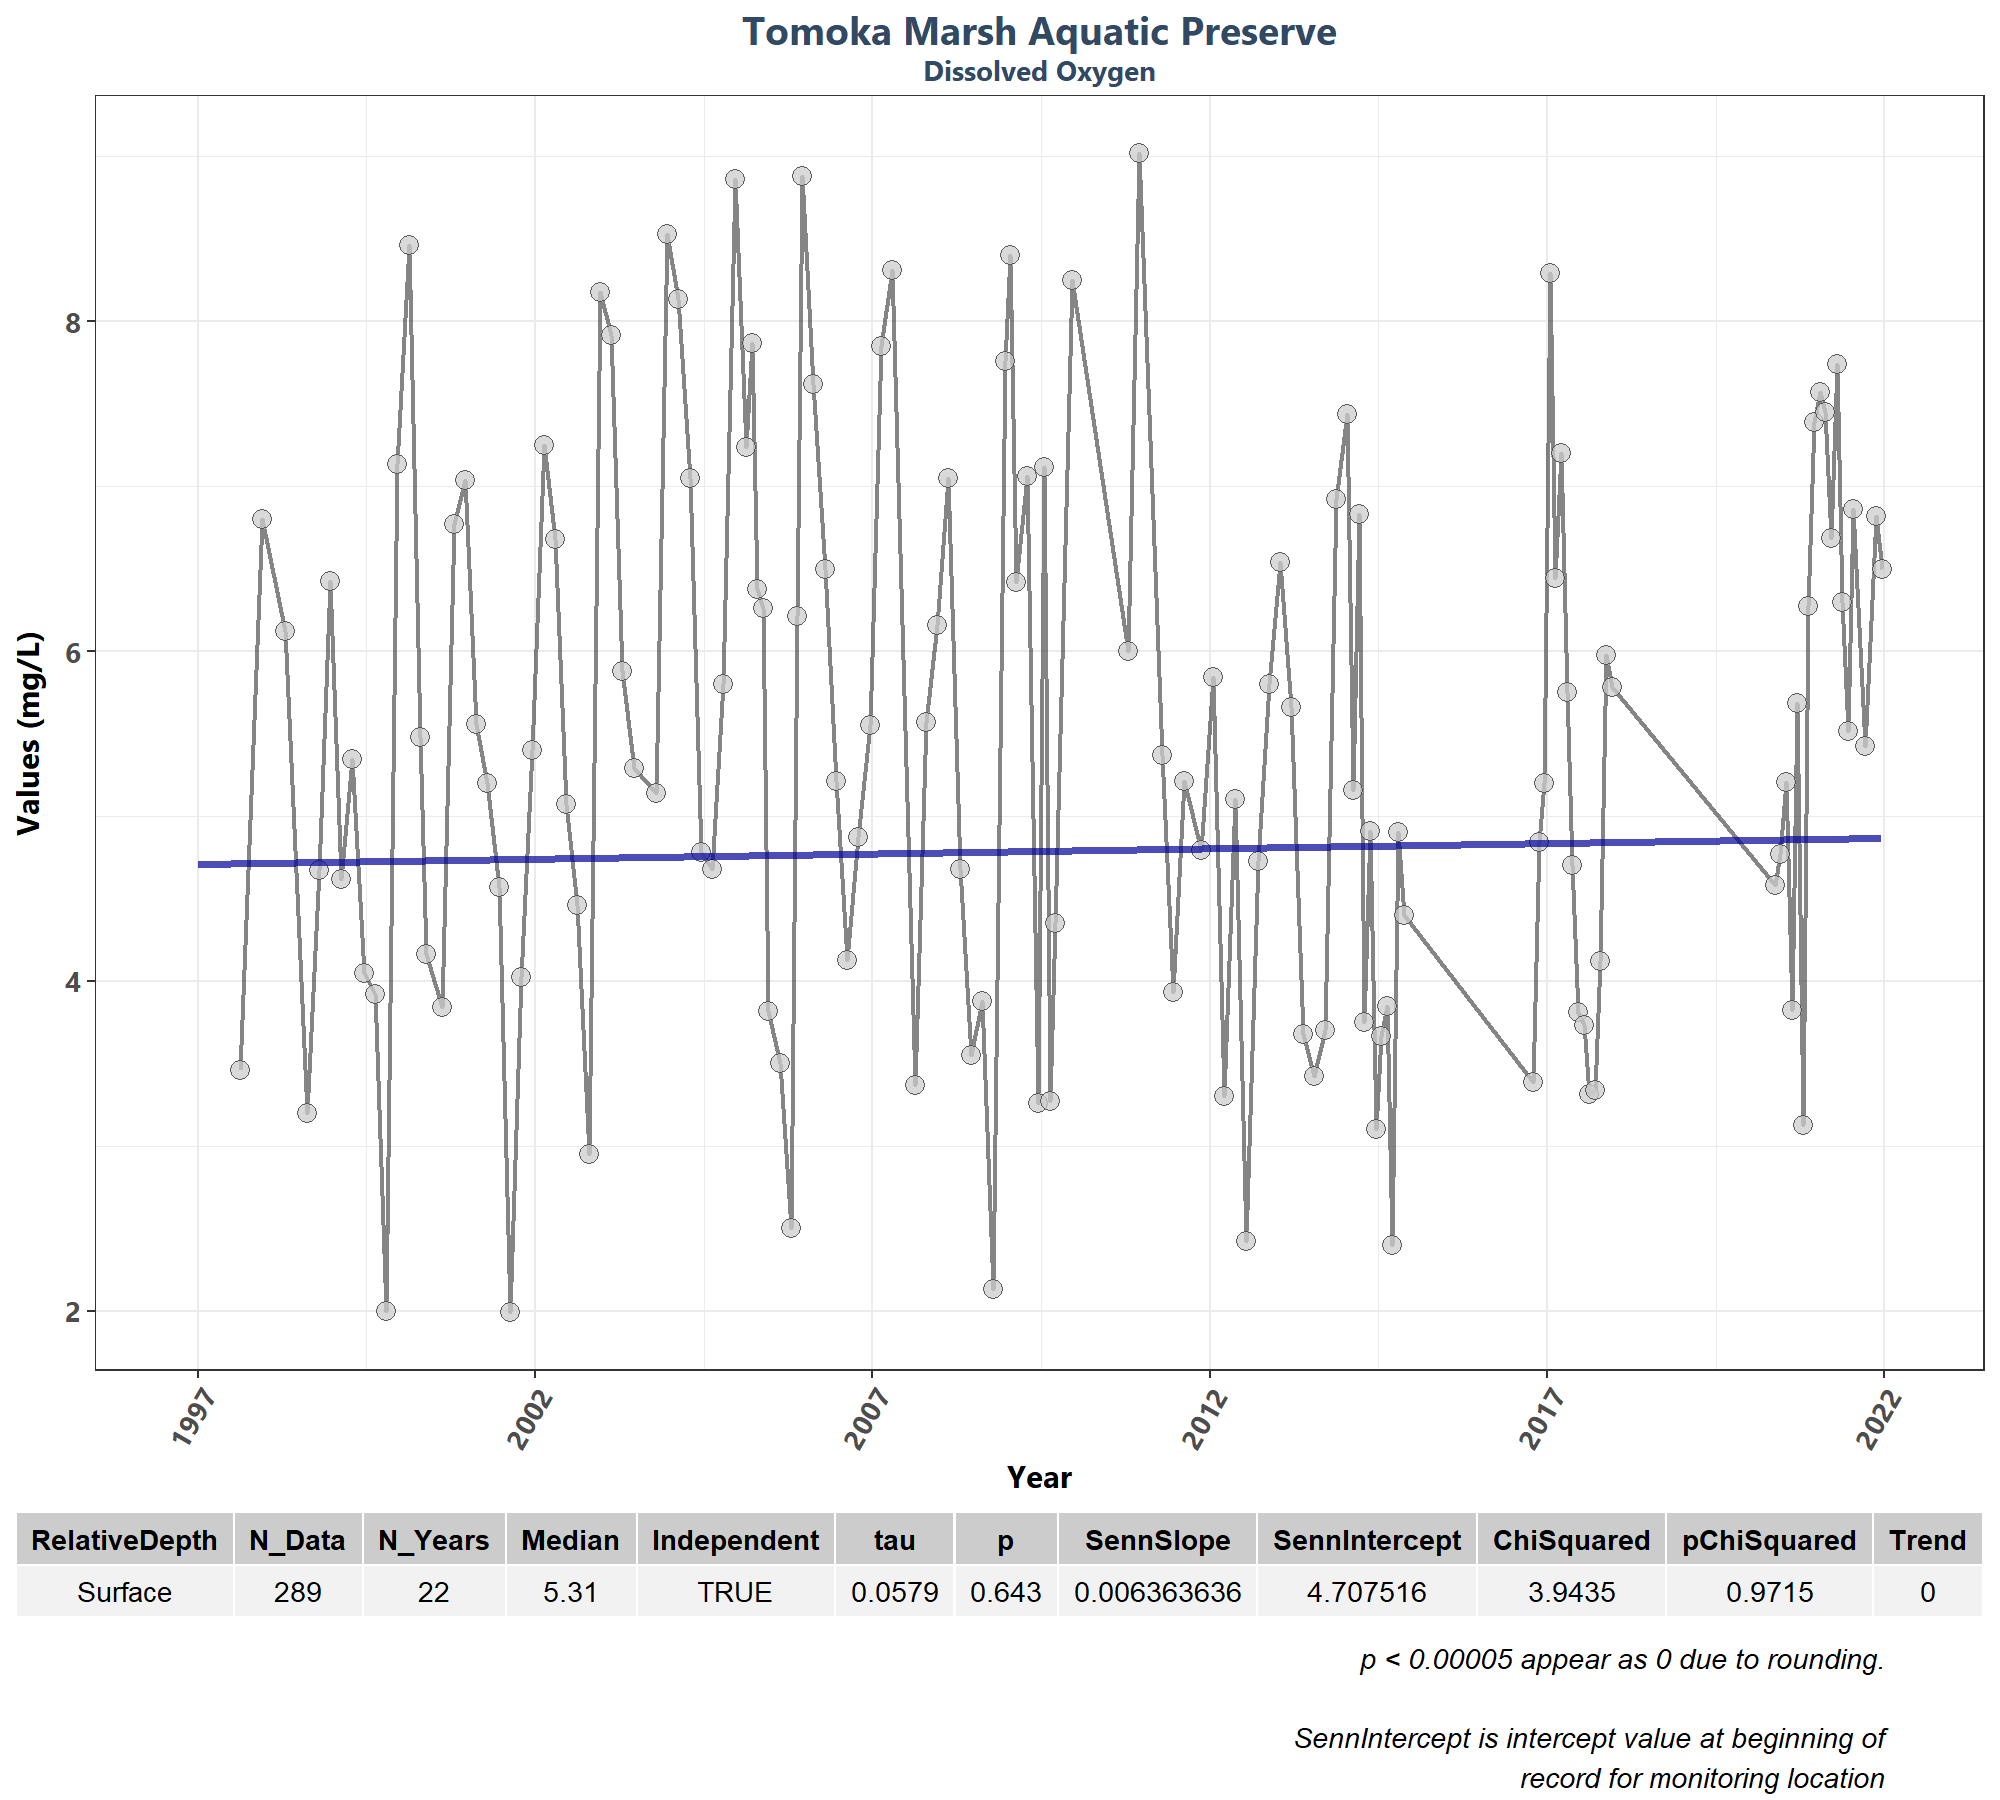 Tomoka Marsh Aquatic Preserve
Dissolved Oxygen
Values (mg/L)
8
6
4
2
1997
2002
2007
2012
2017
2022
Year
RelativeDepth N_Data N_Years Median Independent tau p SennSlope SennIntercept ChiSquared pChiSquared Trend
Surface 289 22 5.31 TRUE 0.0579 0.643 0.006363636 4.707516 3.9435 0.9715 0
p < 0.00005 appear as 0 due to rounding.
SennIntercept is intercept value at beginning of
record for monitoring location